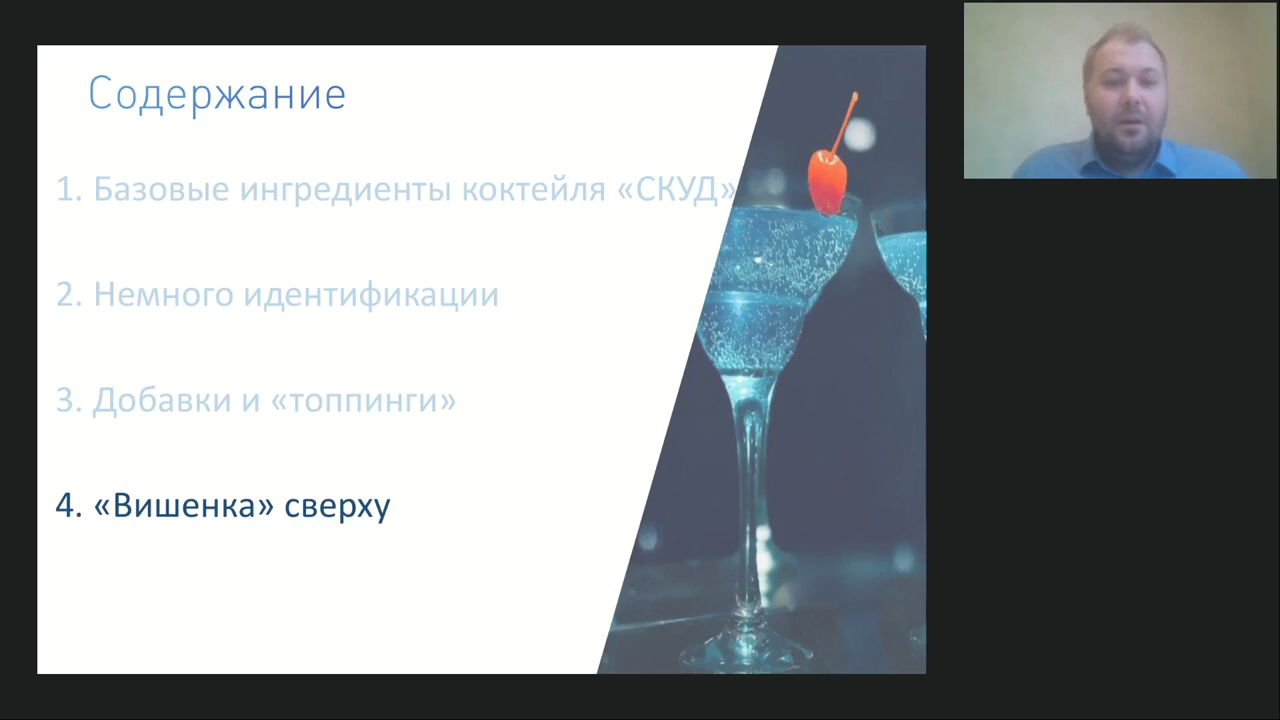 Содержание
1. Базовые ингредиенты коктейля «СКУД»
2. Немного идентификации
3. Добавки и «топпинги»
4. «Вишенка» сверху